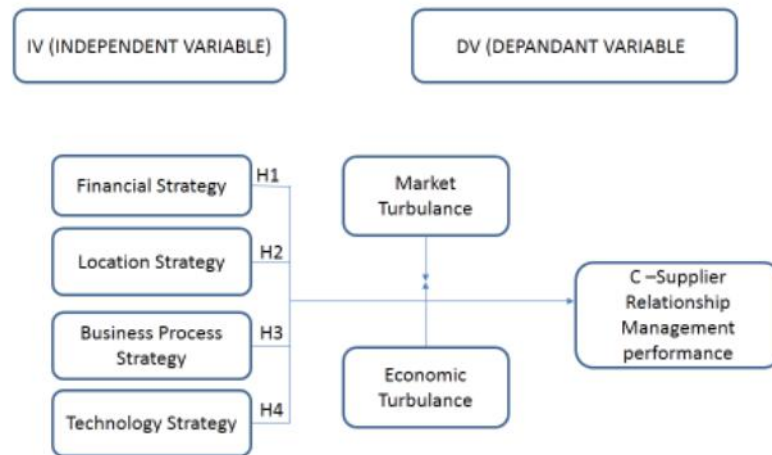 IV (INDEPENDENT VARIABLE)
DV (DEPANDANT VARIABLE
Financial Strategy
H1
Location Strategy
H2
Business Process
Strategy
H3
Technology Strategy
H4
Market
Turbulance
Economic
Turbulance
C –Supplier
Relationship
Management
performance